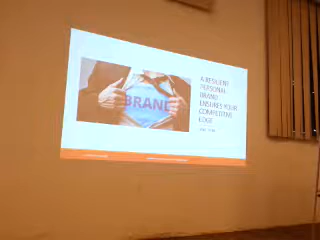 BRAND
A RESILIENT
PERSONAL
BRAND
ENSURES YOUR
COMPETITIVE
EDGE